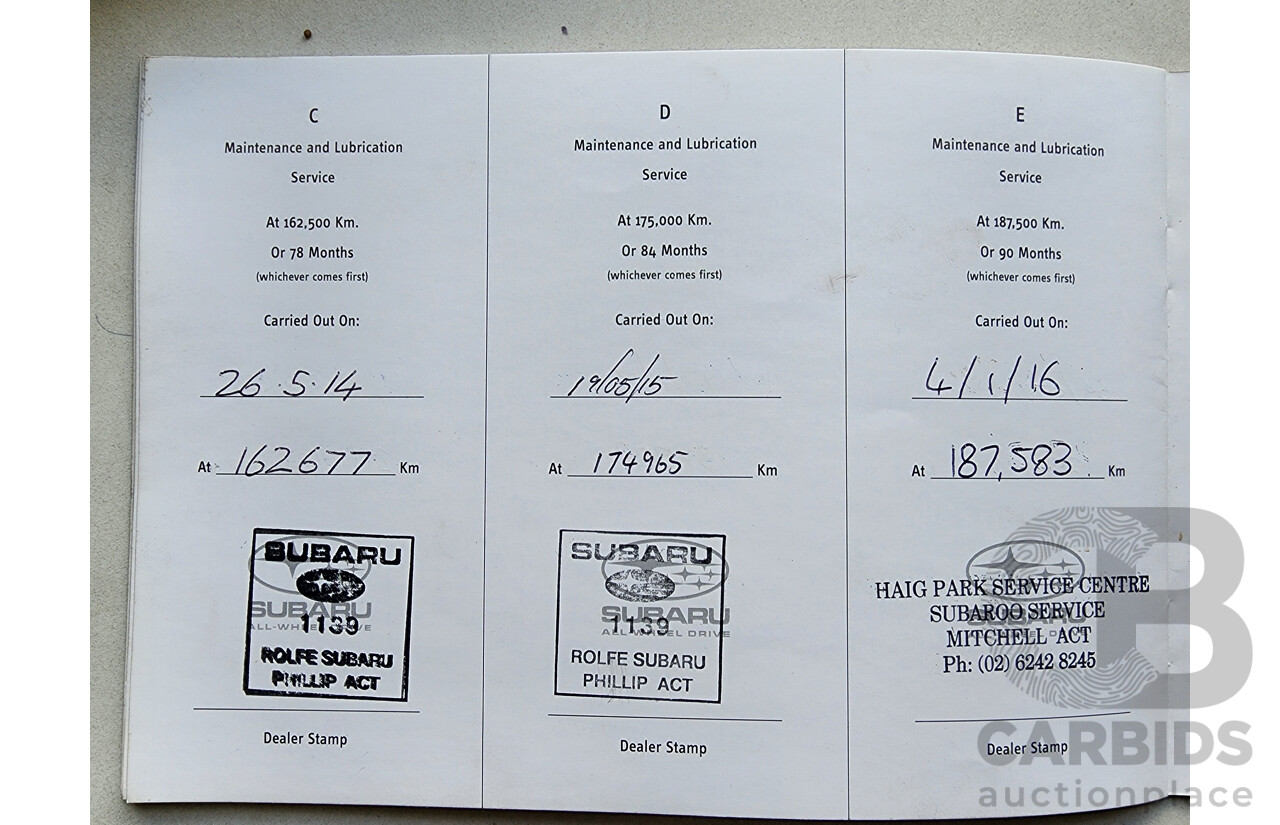 C
Maintenance and Lubrication
Service
At 162,500 Km.
Or 78 Months
(whichever comes first)
Carried Out On:
26.5.14
At 162677 Km
SUBARU
SUBARU
ALL-WHEEL DRIVE
1139
ROLFE SUBARU
PHILLIP ACT
Dealer Stamp
D
Maintenance and Lubrication
Service
At 175,000 Km.
Or 84 Months
(whichever comes first)
Carried Out On:
19/05/15
At 174965 Km
SUBARU
SUBARU
1139
ALL-WHEEL DRIVE
ROLFE SUBARU
PHILLIP ACT
Dealer Stamp
E
Maintenance and Lubrication
Service
At 187,500 Km.
Or 90 Months
(whichever comes first)
Carried Out On:
4/1/16
At 187,583 Km
HAIG PARK SERVICE CENTRE
SUBAROO SERVICE
MITCHELL ACT
Ph: (02) 6242 8245
Dealer Stamp
B
CARBIDS
auctionplace